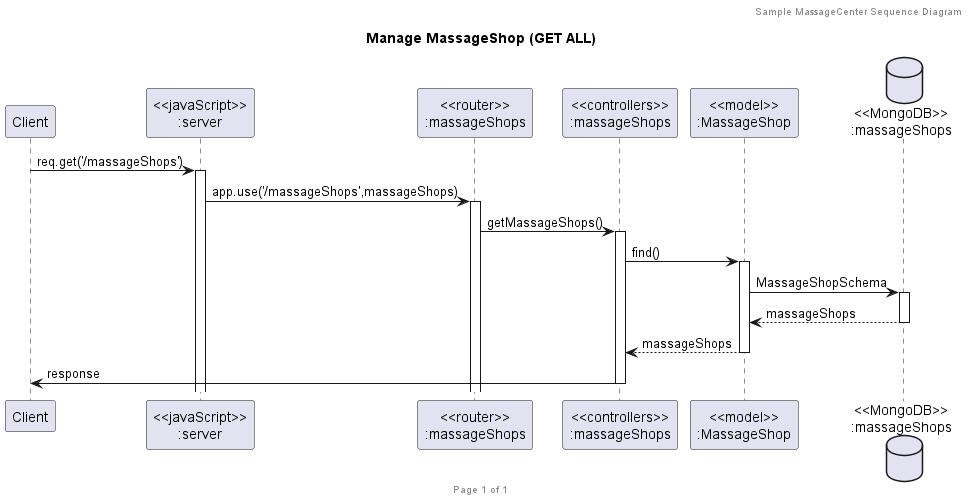 Sample MassageCenter Sequence Diagram
Manage MassageShop (GET ALL)
Client
<<javaScript>>
:server
<<router>>
:massageShops
<<controllers>>
:massageShops
<<model>>
:MassageShop
<<MongoDB>>
:massageShops
req.get('/massageShops')
app.use('/massageShops',massageShops)
getMassageShops()
find()
MassageShopSchema
massageShops
massageShops
response
Client
<<javaScript>>
:server
<<router>>
:massageShops
<<controllers>>
:massageShops
<<model>>
:MassageShop
<<MongoDB>>
:massageShops
Page 1 of 1